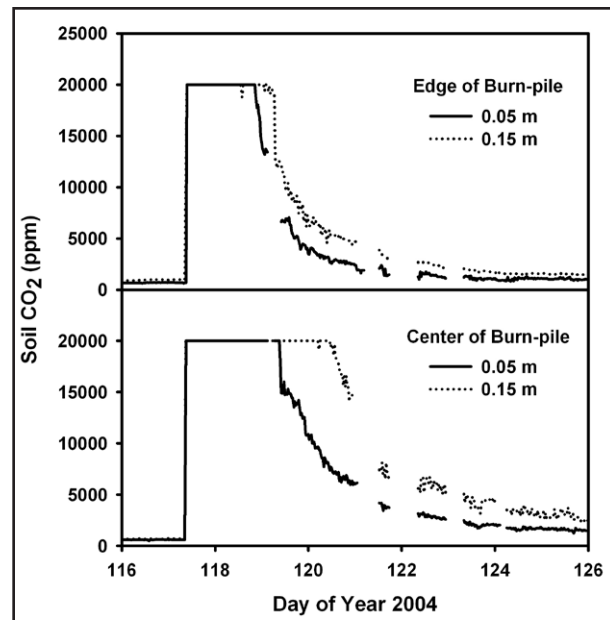 Soil CO2 (ppm)
25000
20000
15000
10000
5000
0
Edge of Burn-pile
0.05 m
0.15 m
20000
15000
10000
5000
0
Center of Burn-pile
0.05 m
0.15 m
116 118 120 122 124 126
Day of Year 2004